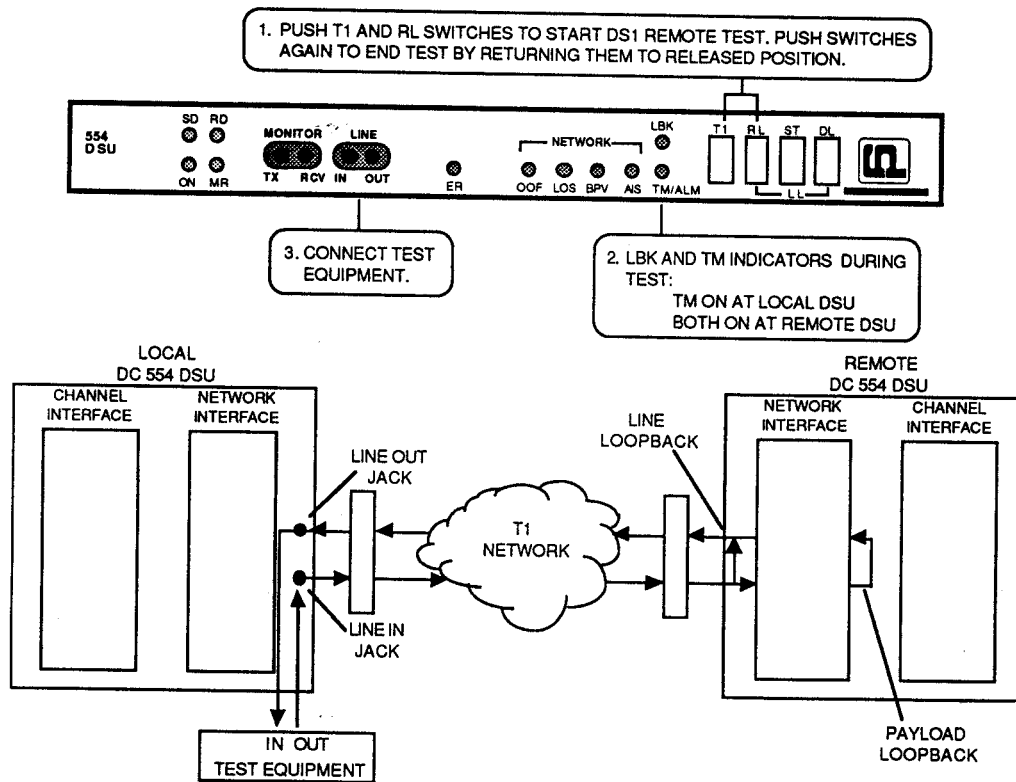 1. PUSH T1 AND RL SWITCHES TO START DS1 REMOTE TEST. PUSH SWITCHES
AGAIN TO END TEST BY RETURNING THEM TO RELEASED POSITION.
554
DSU
SD RD
ON MR
MONITOR LINE
TX RCV IN OUT
ER
NETWORK
OOF LOS BPV AIS TM/ALM
LBK
T1 RL ST DL
LL
3. CONNECT TEST
EQUIPMENT.
2. LBK AND TM INDICATORS DURING
TEST:
TM ON AT LOCAL DSU
BOTH ON AT REMOTE DSU
LOCAL
DC 554 DSU
CHANNEL
INTERFACE
NETWORK
INTERFACE
LINE OUT
JACK
LINE IN
JACK
T1
NETWORK
LINE
LOOPBACK
REMOTE
DC 554 DSU
NETWORK
INTERFACE
CHANNEL
INTERFACE
PAYLOAD
LOOPBACK
IN OUT
TEST EQUIPMENT